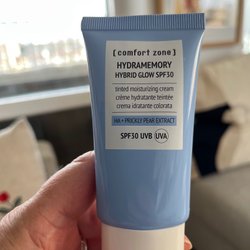 [ comfort zone ]
HYDRAMEMORY
HYBRID GLOW SPF30
tinted moisturizing cream
crème hydratante teintée
crema idratante colorata
HA + PRICKLY PEAR EXTRACT
SPF30 UVB UVA